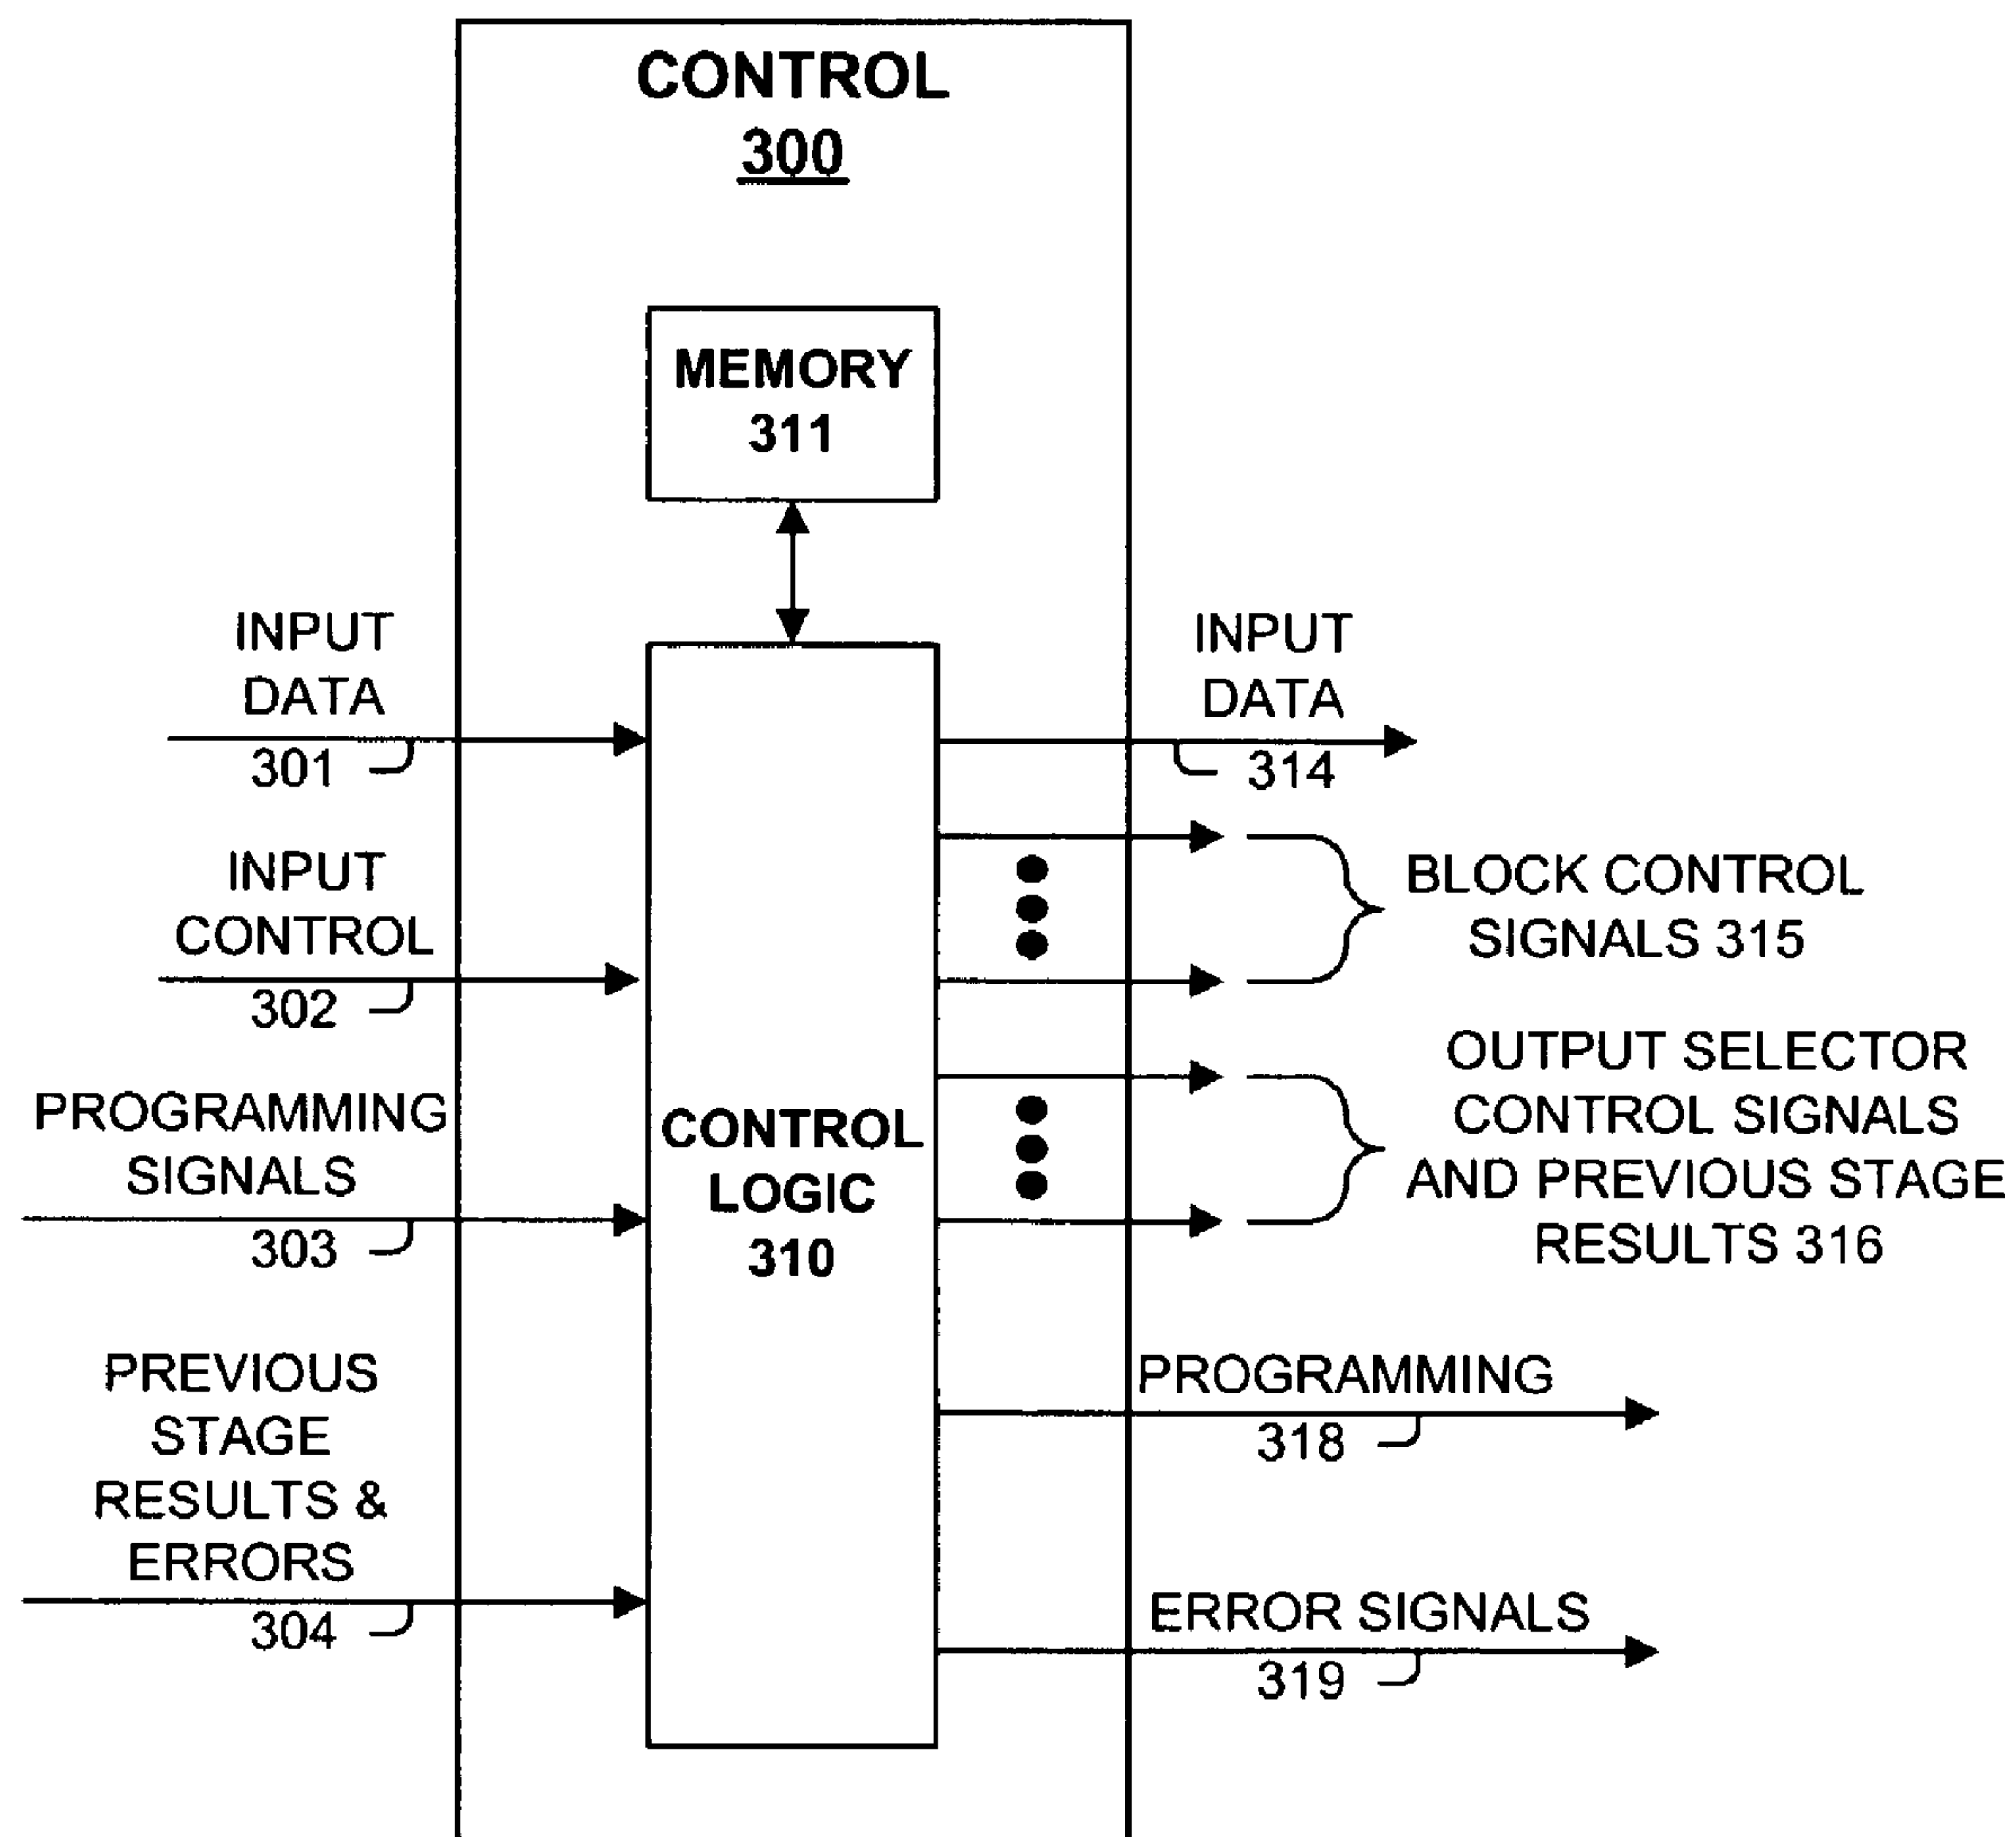 CONTROL
300
MEMORY
311
INPUT
DATA
301
INPUT
CONTROL
302
PROGRAMMING
SIGNALS
303
PREVIOUS
STAGE
RESULTS &
ERRORS
304
CONTROL
LOGIC
310
INPUT
DATA
314
BLOCK CONTROL
SIGNALS 315
OUTPUT SELECTOR
CONTROL SIGNALS
AND PREVIOUS STAGE
RESULTS 316
PROGRAMMING
318
ERROR SIGNALS
319